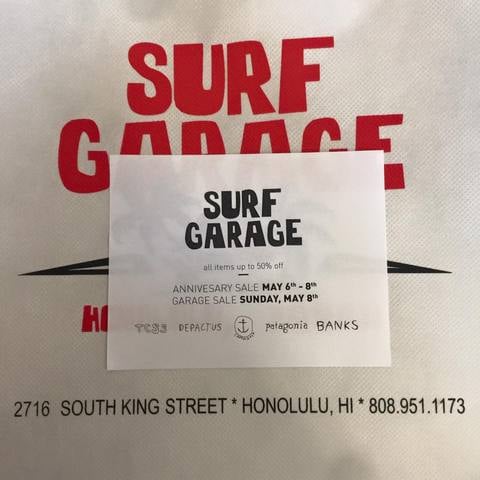 SURF
GARAGE
SURF
GARAGE
all items up to 50% off
ANNIVESARY SALE MAY 6th - 8th
GARAGE SALE SUNDAY, MAY 8th
TCSS DEPACTUS patagonia BANKS
2716 SOUTH KING STREET * HONOLULU, HI * 808.951.1173